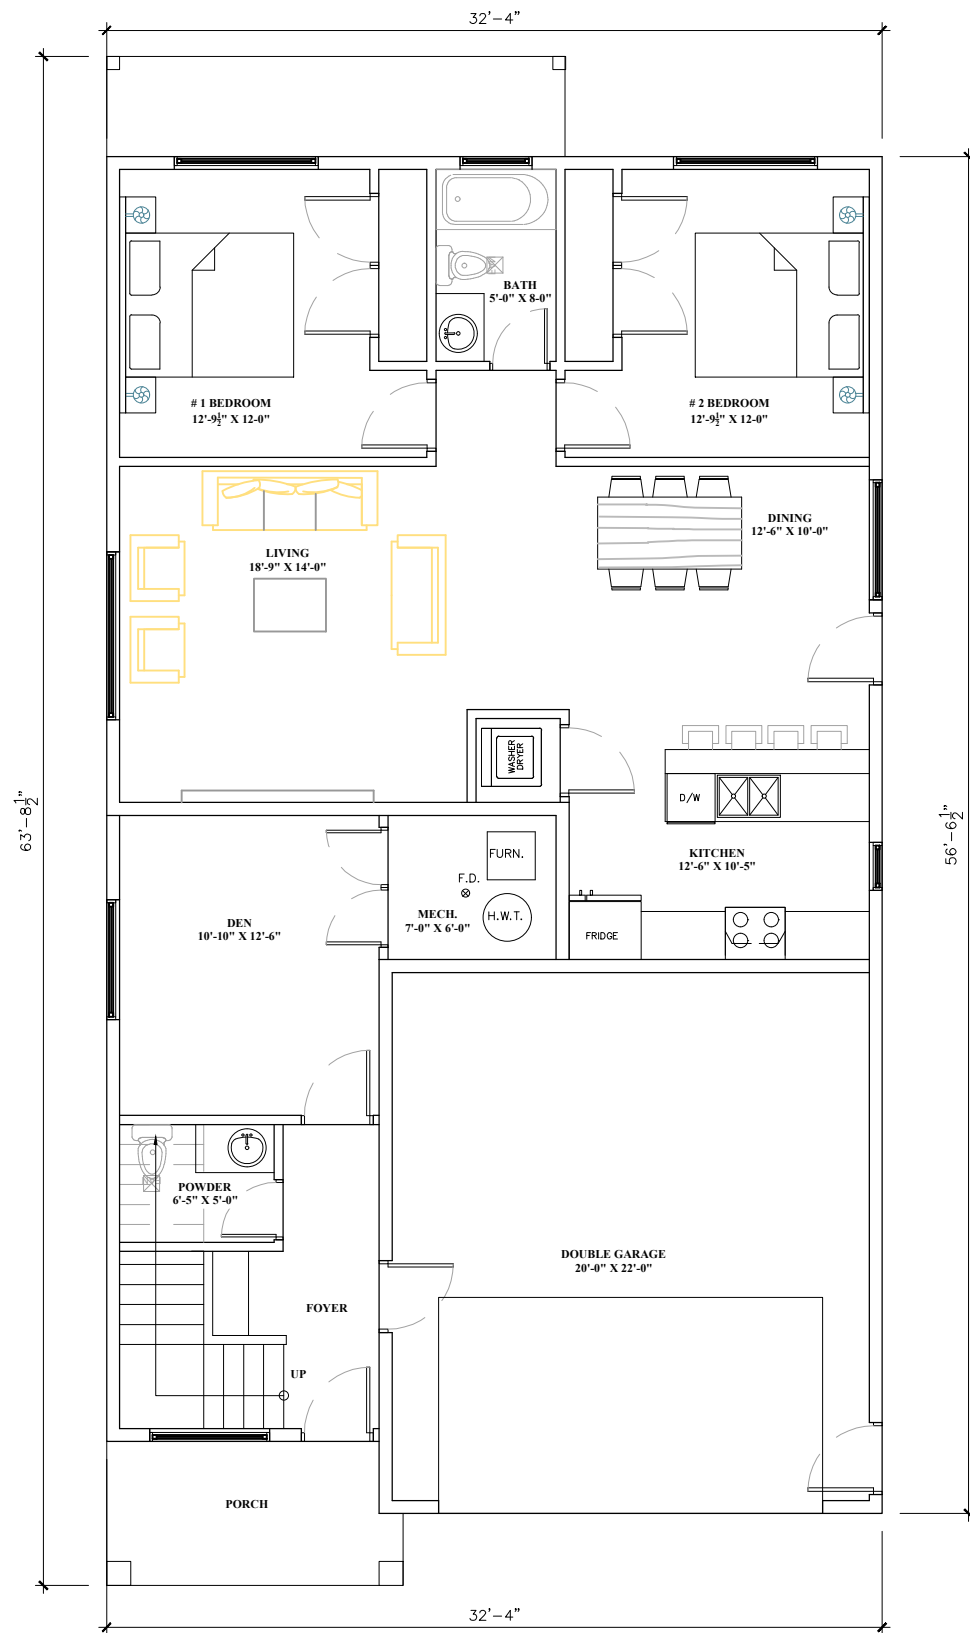 32'-4"
BATH
5'-0" X 8-0"
# 1 BEDROOM
12'-9½" X 12-0"
# 2 BEDROOM
12'-9½" X 12-0"
DINING
12'-6" X 10'-0"
LIVING
18'-9" X 14'-0"
WASHER
DRYER
63'-8½"
56'-6½"
D/W
KITCHEN
12'-6" X 10'-5"
FURN.
F.D.
MECH.
7'-0" X 6'-0"
H.W.T.
FRIDGE
DEN
10'-10" X 12'-6"
POWDER
6'-5" X 5'-0"
DOUBLE GARAGE
20'-0" X 22'-0"
FOYER
UP
PORCH
32'-4"